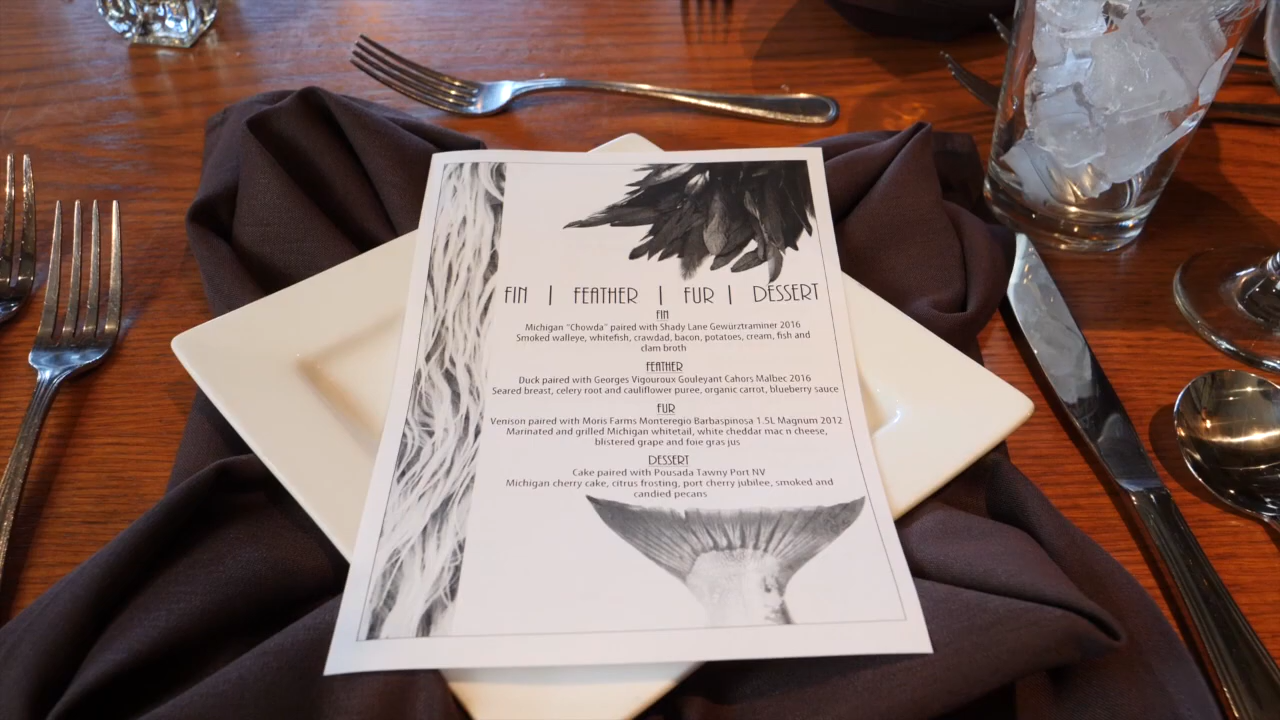 FIN | FEATHER | FUR | DESSERT
FIN
Michigan "Chowda" paired with Shady Lane Gewürztraminer 2016
Smoked walleye, whitefish, crawdad, bacon, potatoes, cream, fish and
clam broth
FEATHER
Duck paired with Georges Vigouroux Gouleyant Cahors Malbec 2016
Seared breast, celery root and cauliflower puree, organic carrot, blueberry sauce
FUR
Venison paired with Moris Farms Monteregio Barbaspinosa 1.5L Magnum 2012
Marinated and grilled Michigan whitetail, white cheddar mac n cheese,
blistered grape and foie gras jus
DESSERT
Cake paired with Pousada Tawny Port NV
Michigan cherry cake, citrus frosting, port cherry jubilee, smoked and
candied pecans